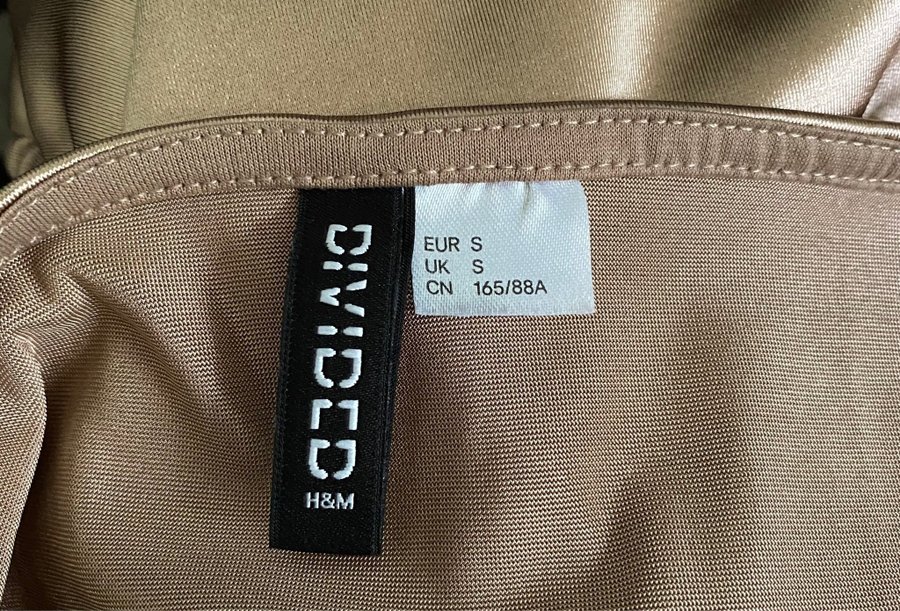 DIVIDED
H&M
EUR S
UK S
CN 165/88A